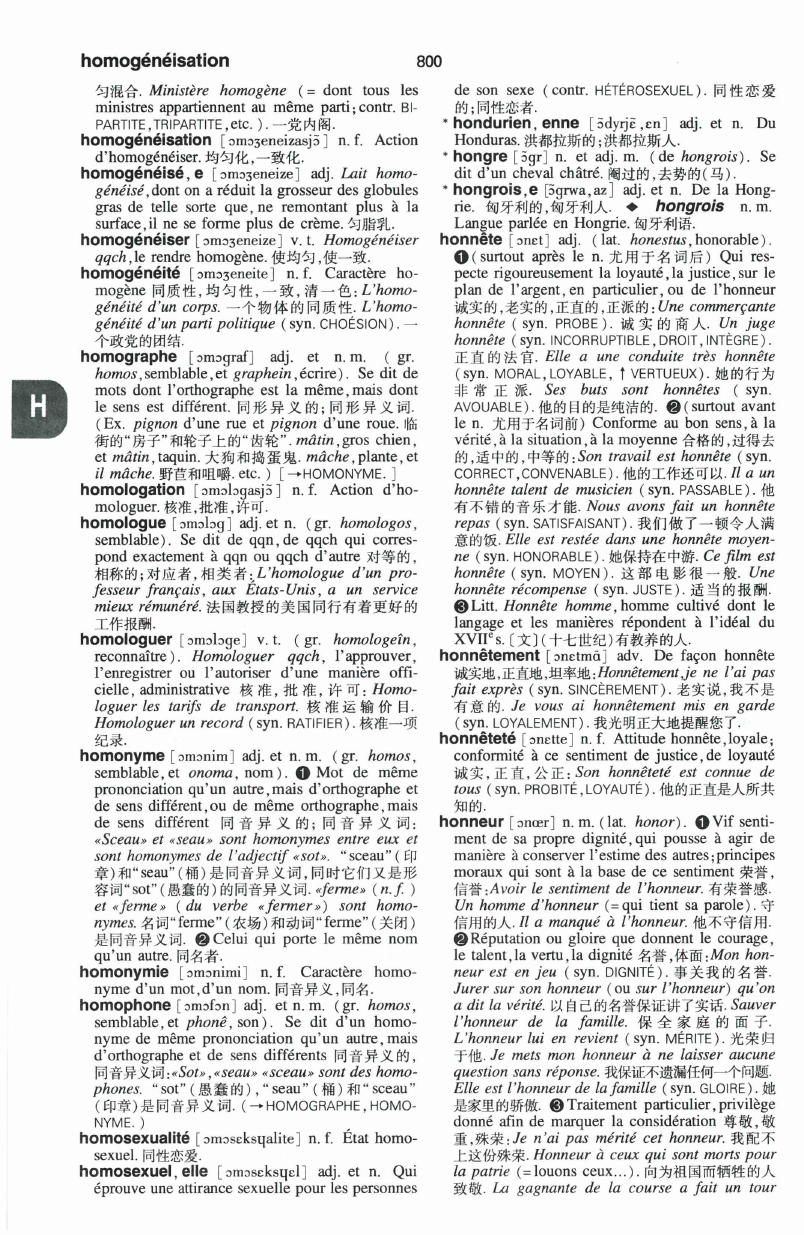 homogénéisation
800
匀混合. Ministère homogène (= dont tous les
ministres appartiennent au même parti; contr. BI-
PARTITE, TRIPARTITE, etc. ). 一党内阁.
homogénéisation [ɔmɔʒeneizasjɔ̃] n. f. Action
d'homogénéiser. 均匀化,一致化.
homogénéisé, e [ɔmɔʒeneize] adj. Lait homo-
généisé, dont on a réduit la grosseur des globules
gras de telle sorte que, ne remontant plus à la
surface, il ne se forme plus de crème. 匀脂乳.
homogénéiser [ɔmɔʒeneize] v. t. Homogénéiser
qqch, le rendre homogène. 使均匀,使一致.
homogénéité [ɔmɔʒeneite] n. f. Caractère ho-
mogène 同质性, 均匀性, 一致, 清一色: L'homo-
généité d'un corps. 一个物体的同质性. L'homo-
généité d'un parti politique (syn. CHOÉSION). 一
个政党的团结.
homographe [ɔmɔgraf] adj. et n. m. ( gr.
homos, semblable, et graphein, écrire). Se dit de
mots dont l'orthographe est la même, mais dont
le sens est différent. 同形异义的; 同形异义词.
(Ex. pignon d'une rue et pignon d'une roue. 临
街的“房子”和轮子上的“齿轮”. mâtin, gros chien,
et mâtin, taquin. 大狗和捣蛋鬼. mâche, plante, et
il mâche. 野苣和咀嚼. etc. ) [→HOMONYME. ]
H
homologation [ɔmɔlɔgasjɔ̃] n. f. Action d'ho-
mologuer. 核准,批准,许可.
homologue [ɔmɔlɔg] adj. et n. (gr. homologos,
semblable). Se dit de qqn, de qqch qui corres-
pond exactement à qqn ou qqch d'autre 对等的,
相称的; 对应者, 相类者: L'homologue d'un pro-
fesseur français, aux États-Unis, a un service
mieux rémunéré. 法国教授的美国同行有着更好的
工作报酬.
homologuer [ɔmɔlɔge] v. t. ( gr. homologeîn,
reconnaître). Homologuer qqch, l'approuver,
l'enregistrer ou l'autoriser d'une manière offi-
cielle, administrative 核准, 批准, 许可: Homo-
loguer les tarifs de transport. 核准运输价目.
Homologuer un record (syn. RATIFIER). 核准一项
纪录.
homonyme [ɔmɔnim] adj. et n. m. (gr. homos,
semblable, et onoma, nom). ❶ Mot de même
prononciation qu'un autre, mais d'orthographe et
de sens différent, ou de même orthographe, mais
de sens différent 同音异义的; 同音异义词:
«Sceau» et «seau» sont homonymes entre eux et
sont homonymes de l'adjectif «sot». “sceau”(印
章)和“seau”(桶)是同音异义词,同时它们又是形
容词“sot”(愚蠢的)的同音异义词. «ferme» (n. f. )
et «ferme» ( du verbe «fermer») sont homo-
nymes. 名词“ferme”(农场)和动词“ferme”(关闭)
是同音异义词. ❷ Celui qui porte le même nom
qu'un autre. 同名者.
homonymie [ɔmɔnimi] n. f. Caractère homo-
nyme d'un mot, d'un nom. 同音异义,同名.
homophone [ɔmɔfɔn] adj. et n. m. (gr. homos,
semblable, et phonê, son). Se dit d'un homo-
nyme de même prononciation qu'un autre, mais
d'orthographe et de sens différents 同音异义的,
同音异义词: «Sot», «seau» «sceau» sont des homo-
phones. “sot”(愚蠢的), “seau”(桶)和“sceau”
(印章)是同音异义词. (→HOMOGRAPHE, HOMO-
NYME. )
homosexualité [ɔmɔsɛksɥalite] n. f. État homo-
sexuel. 同性恋爱.
homosexuel, elle [ɔmɔsɛksɥɛl] adj. et n. Qui
éprouve une attirance sexuelle pour les personnes
de son sexe (contr. HÉTÉROSEXUEL). 同性恋爱
的;同性恋者.
* hondurien, enne [ɔ̃dyrjɛ̃, ɛn] adj. et n. Du
Honduras. 洪都拉斯的;洪都拉斯人.
* hongre [ɔ̃gr] n. et adj. m. (de hongrois). Se
dit d'un cheval châtré. 阉过的,去势的(马).
* hongrois, e [ɔ̃grwa, az] adj. et n. De la Hong-
rie. 匈牙利的,匈牙利人. ◆ hongrois n. m.
Langue parlée en Hongrie. 匈牙利语.
honnête [ɔnɛt] adj. (lat. honestus, honorable).
❶(surtout après le n. 尤用于名词后) Qui res-
pecte rigoureusement la loyauté, la justice, sur le
plan de l'argent, en particulier, ou de l'honneur
诚实的,老实的,正直的,正派的: Une commerçante
honnête (syn. PROBE). 诚实的商人. Un juge
honnête (syn. INCORRUPTIBLE, DROIT, INTÈGRE).
正直的法官. Elle a une conduite très honnête
(syn. MORAL, LOYABLE, ↑ VERTUEUX). 她的行为
非常正派. Ses buts sont honnêtes ( syn.
AVOUABLE). 他的目的是纯洁的. ❷(surtout avant
le n. 尤用于名词前) Conforme au bon sens, à la
vérité, à la situation, à la moyenne 合格的,过得去
的,适中的,中等的: Son travail est honnête (syn.
CORRECT, CONVENABLE). 他的工作还可以. Il a un
honnête talent de musicien (syn. PASSABLE). 他
有不错的音乐才能. Nous avons fait un honnête
repas (syn. SATISFAISANT). 我们做了一顿令人满
意的饭. Elle est restée dans une honnête moyen-
ne (syn. HONORABLE). 她保持在中游. Ce film est
honnête (syn. MOYEN). 这部电影很一般. Une
honnête récompense (syn. JUSTE). 适当的报酬.
❸Litt. Honnête homme, homme cultivé dont le
langage et les manières répondent à l'idéal du
XVIIe s. 〔文〕(十七世纪)有教养的人.
honnêtement [ɔnɛtmɑ̃] adv. De façon honnête
诚实地,正直地,坦率地: Honnêtement, je ne l'ai pas
fait exprès (syn. SINCÈREMENT). 老实说,我不是
有意的. Je vous ai honnêtement mis en garde
(syn. LOYALEMENT). 我光明正大地提醒您了.
honnêteté [ɔnɛtte] n. f. Attitude honnête, loyale;
conformité à ce sentiment de justice, de loyauté
诚实, 正直, 公正: Son honnêteté est connue de
tous (syn. PROBITÉ, LOYAUTÉ). 他的正直是人所共
知的.
honneur [ɔnœr] n. m. (lat. honor). ❶Vif senti-
ment de sa propre dignité, qui pousse à agir de
manière à conserver l'estime des autres; principes
moraux qui sont à la base de ce sentiment 荣誉,
信誉: Avoir le sentiment de l'honneur. 有荣誉感.
Un homme d'honneur (= qui tient sa parole). 守
信用的人. Il a manqué à l'honneur. 他不守信用.
❷Réputation ou gloire que donnent le courage,
le talent, la vertu, la dignité 名誉,体面: Mon hon-
neur est en jeu (syn. DIGNITÉ). 事关我的名誉.
Jurer sur son honneur (ou sur l'honneur) qu'on
a dit la vérité. 以自己的名誉保证讲了实话. Sauver
l'honneur de la famille. 保全家庭的面子.
L'honneur lui en revient (syn. MÉRITE). 光荣归
于他. Je mets mon honneur à ne laisser aucune
question sans réponse. 我保证不遗漏任何一个问题.
Elle est l'honneur de la famille (syn. GLOIRE). 她
是家里的骄傲. ❸Traitement particulier, privilège
donné afin de marquer la considération 尊敬,敬
重,殊荣: Je n'ai pas mérité cet honneur. 我配不
上这份殊荣. Honneur à ceux qui sont morts pour
la patrie (= louons ceux...). 向为祖国而牺牲的人
致敬. La gagnante de la course a fait un tour